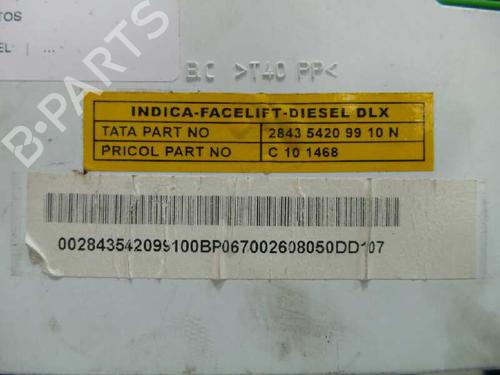 TOS
EL | ...
BC >T40 PP<
INDICA-FACELIFT-DIESEL DLX
TATA PART NO 2843 5420 99 10 N
PRICOL PART NO C 10 1468
002843542099100BP067002608050DD107